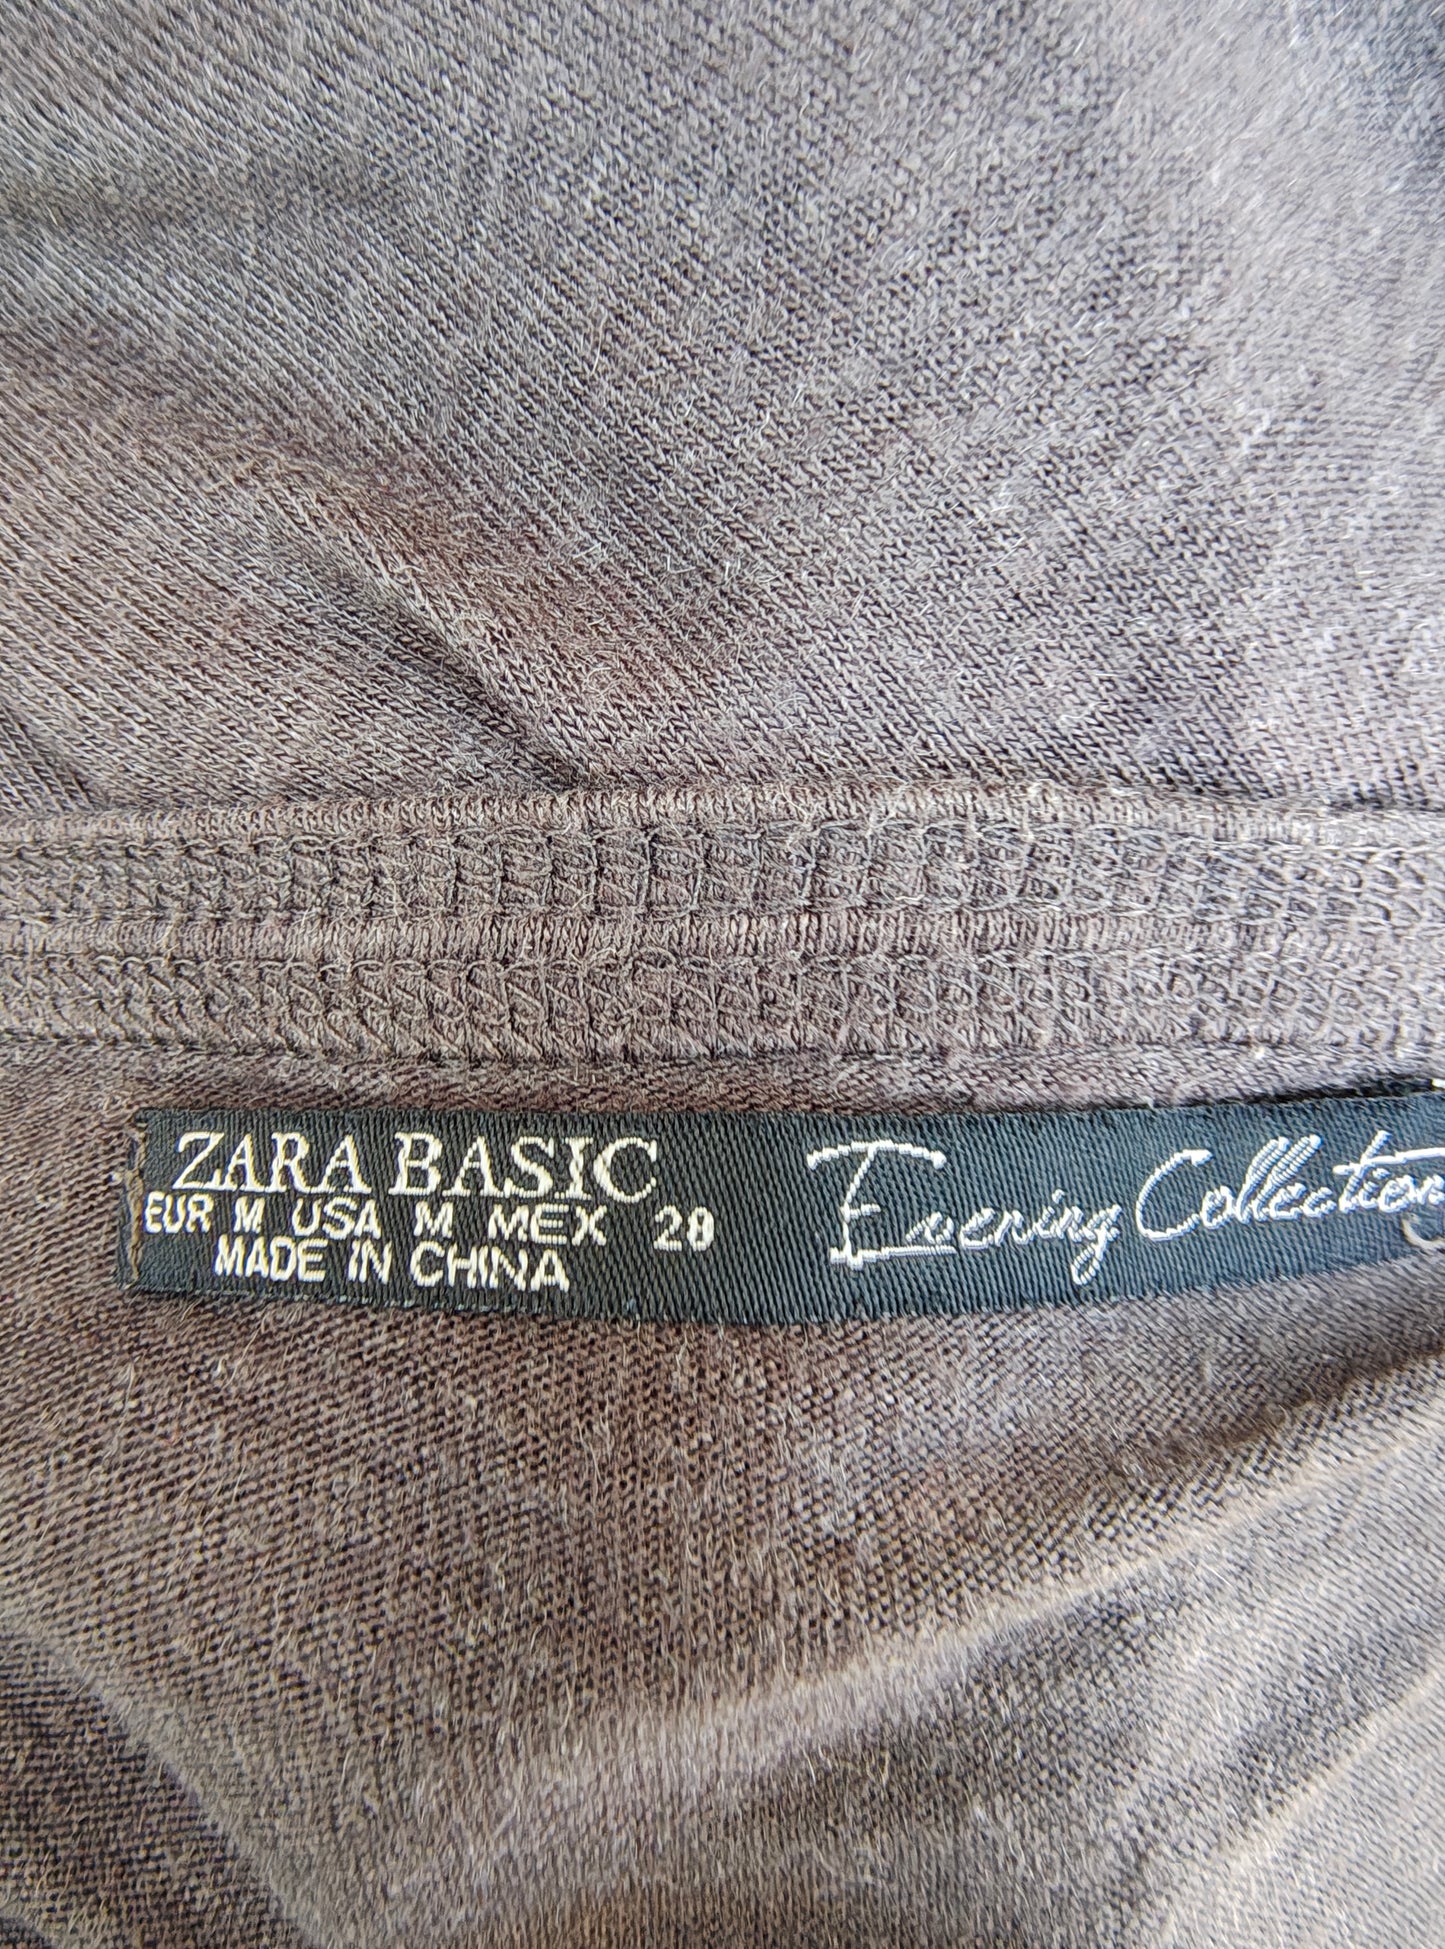 ZARA BASIC
EUR M USA M MEX 28
MADE IN CHINA
Evening Collection